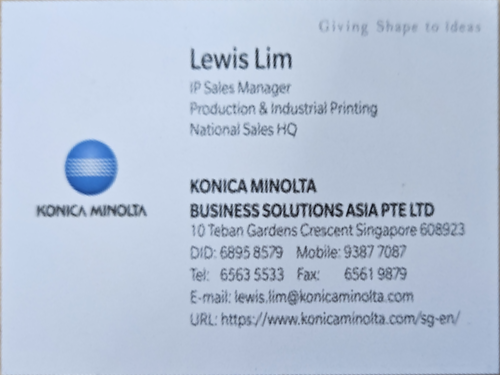 Giving Shape to Ideas
Lewis Lim
IP Sales Manager
Production & Industrial Printing
National Sales HQ
KONICA MINOLTA
KONICA MINOLTA
BUSINESS SOLUTIONS ASIA PTE LTD
10 Teban Gardens Crescent Singapore 608923
DID: 6895 8579 Mobile: 9387 7087
Tel: 6563 5533 Fax: 6561 9879
E-mail: lewis.lim@konicaminolta.com
URL: https://www.konicaminolta.com/sg-en/